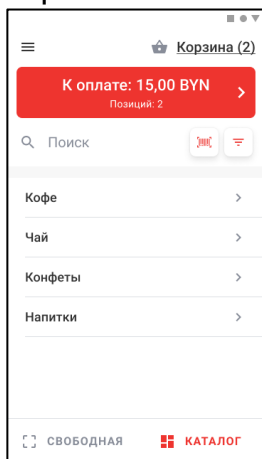 Корзина (2)
К оплате: 15,00 BYN
Позиций: 2
Поиск
Кофе
Чай
Конфеты
Напитки
СВОБОДНАЯ КАТАЛОГ